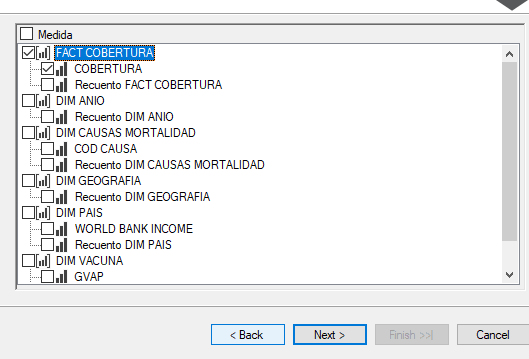 Medida
FACT COBERTURA
COBERTURA
Recuento FACT COBERTURA
DIM ANIO
Recuento DIM ANIO
DIM CAUSAS MORTALIDAD
COD CAUSA
Recuento DIM CAUSAS MORTALIDAD
DIM GEOGRAFIA
Recuento DIM GEOGRAFIA
DIM PAIS
WORLD BANK INCOME
Recuento DIM PAIS
DIM VACUNA
GVAP
< Back Next > Finish >>| Cancel